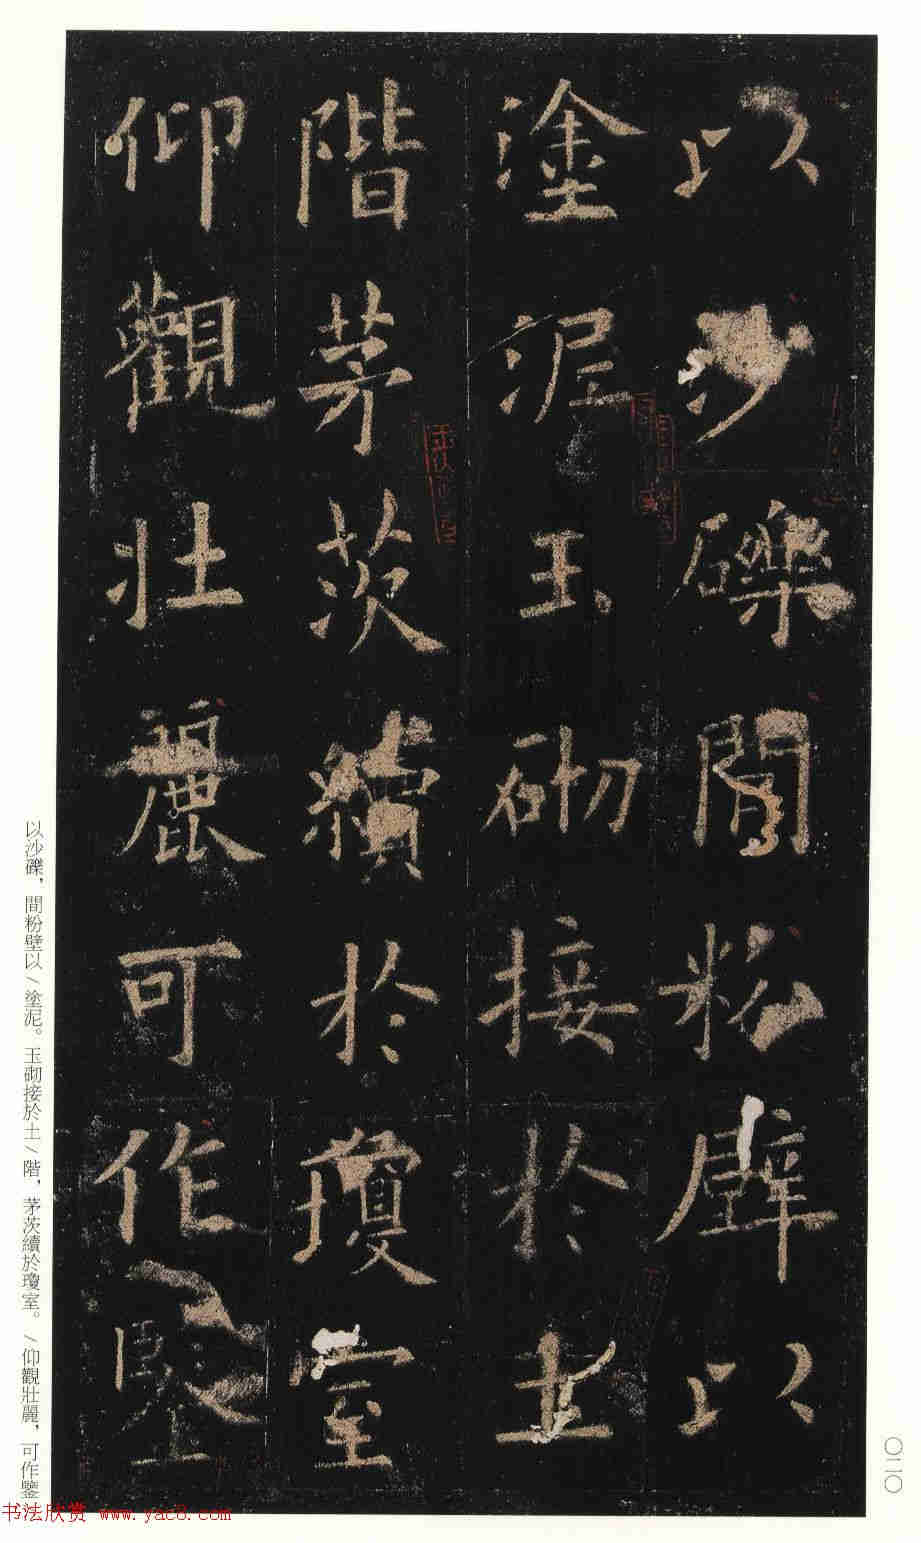 以沙礫間粉壁以
塗泥玉砌接於土
階茅茨續於瓊室
仰觀壯麗可作鑒
以沙礫，間粉壁以/塗泥。玉砌接於土/階，茅茨續於瓊室。/仰觀壯麗，可作鑒
〇二〇
书法欣赏 www.yac8.com